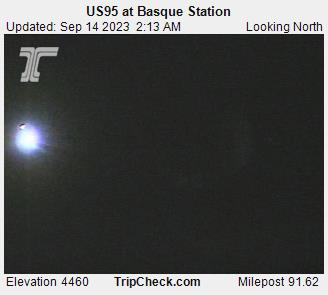 US95 at Basque Station
Updated: Sep 14 2023 2:13 AM Looking North
Elevation 4460 TripCheck.com Milepost 91.62